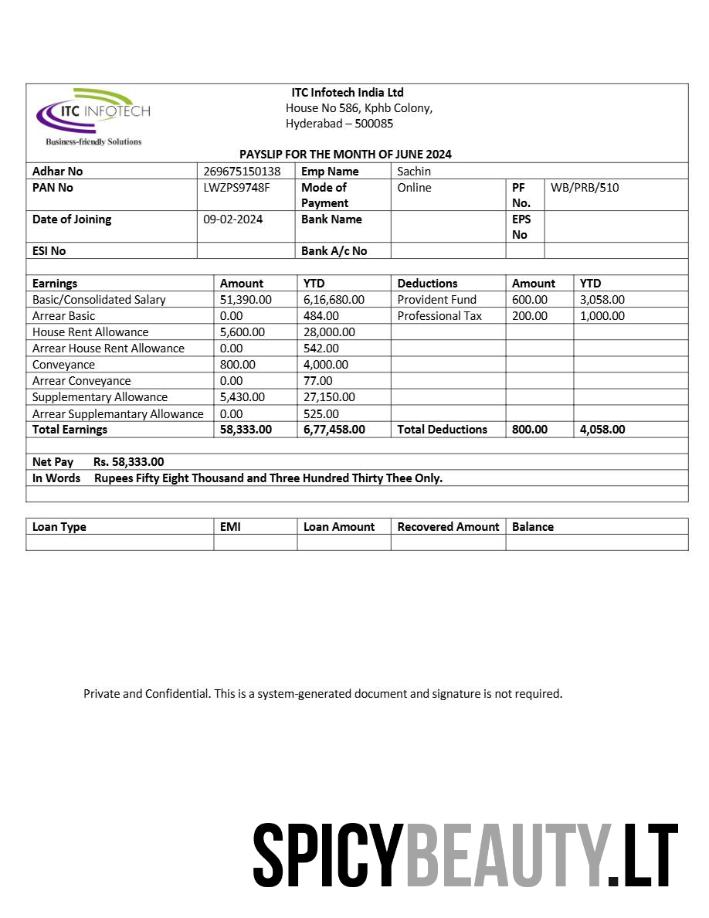 ITC INFOTECH
Business-friendly Solutions
ITC Infotech India Ltd
House No 586, Kphb Colony,
Hyderabad – 500085
PAYSLIP FOR THE MONTH OF JUNE 2024
Adhar No 269675150138 Emp Name Sachin
PAN No LWZPS9748F Mode of Payment Online PF No. WB/PRB/510
Date of Joining 09-02-2024 Bank Name EPS No
ESI No Bank A/c No
Earnings Amount YTD Deductions Amount YTD
Basic/Consolidated Salary 51,390.00 6,16,680.00 Provident Fund 600.00 3,058.00
Arrear Basic 0.00 484.00 Professional Tax 200.00 1,000.00
House Rent Allowance 5,600.00 28,000.00
Arrear House Rent Allowance 0.00 542.00
Conveyance 800.00 4,000.00
Arrear Conveyance 0.00 77.00
Supplementary Allowance 5,430.00 27,150.00
Arrear Supplemantary Allowance 0.00 525.00
Total Earnings 58,333.00 6,77,458.00 Total Deductions 800.00 4,058.00
Net Pay Rs. 58,333.00
In Words Rupees Fifty Eight Thousand and Three Hundred Thirty Thee Only.
Loan Type EMI Loan Amount Recovered Amount Balance
Private and Confidential. This is a system-generated document and signature is not required.
SPICYBEAUTY.LT